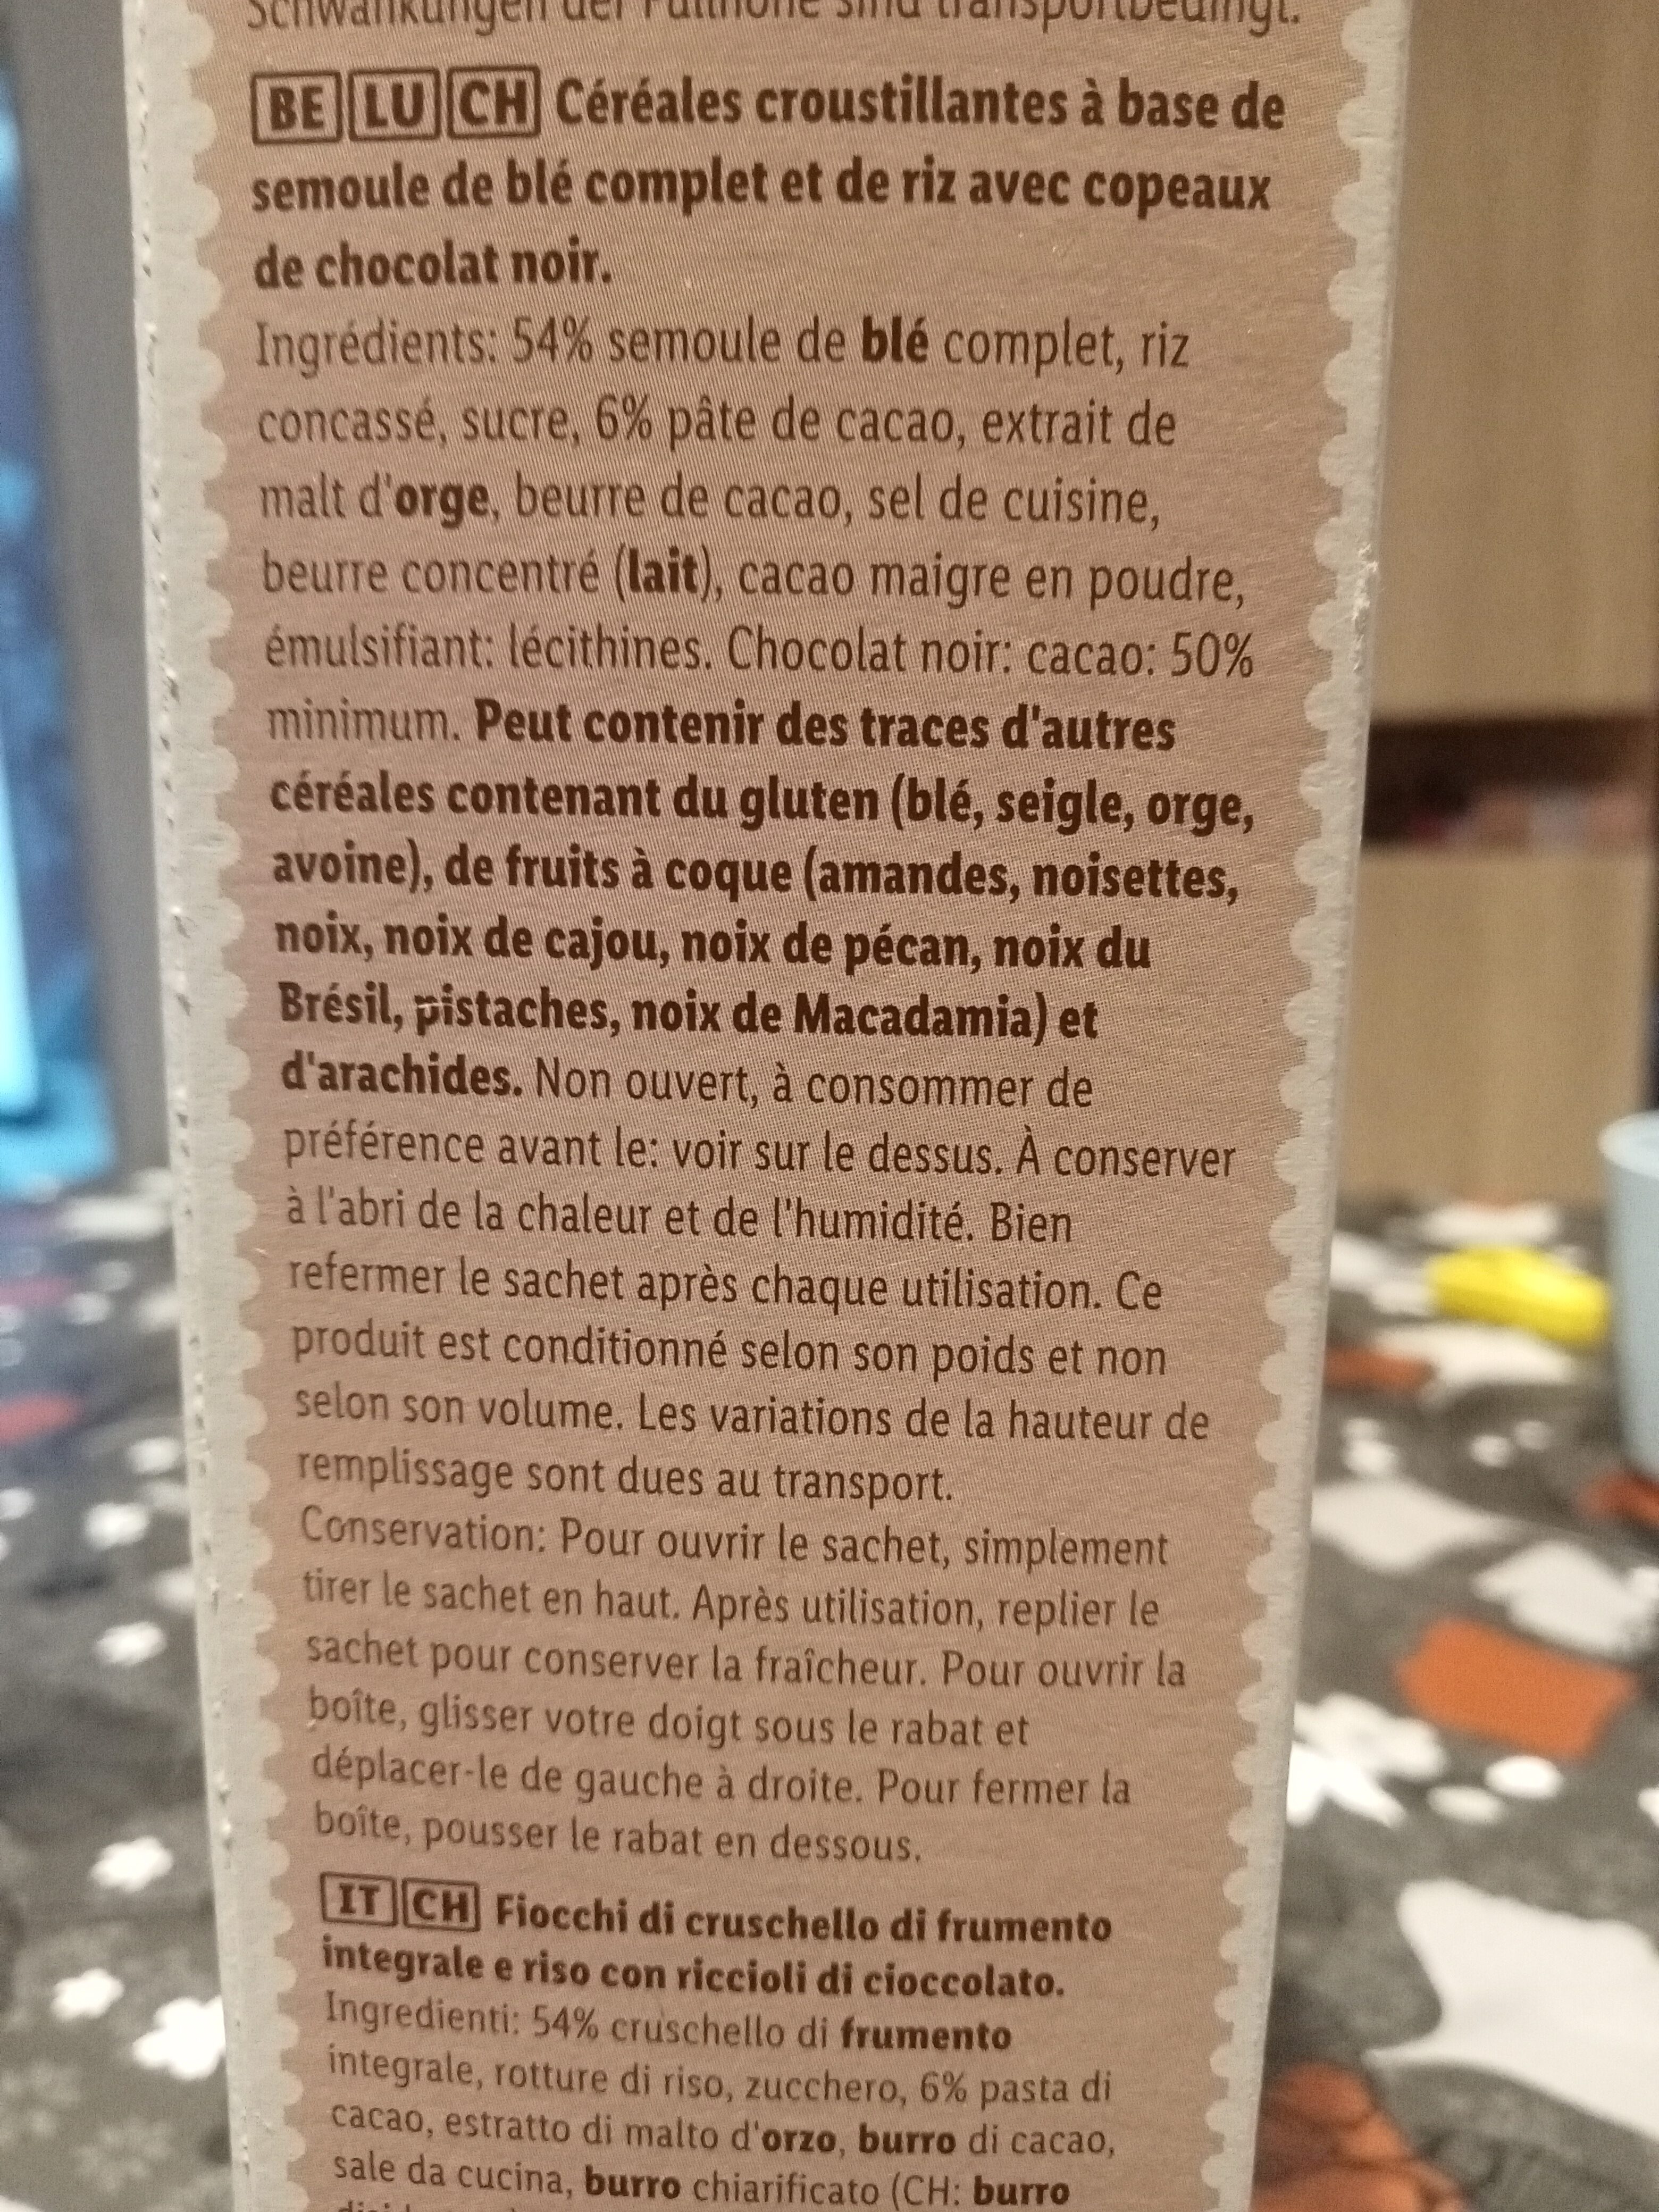 Schwankungen der Füllhöhe sind transportbedingt.
BE LU CH Céréales croustillantes à base de
semoule de blé complet et de riz avec copeaux
de chocolat noir.
Ingrédients: 54% semoule de blé complet, riz
concassé, sucre, 6% pâte de cacao, extrait de
malt d'orge, beurre de cacao, sel de cuisine,
beurre concentré (lait), cacao maigre en poudre,
émulsifiant: lécithines. Chocolat noir: cacao: 50%
minimum. Peut contenir des traces d'autres
céréales contenant du gluten (blé, seigle, orge,
avoine), de fruits à coque (amandes, noisettes,
noix, noix de cajou, noix de pécan, noix du
Brésil, pistaches, noix de Macadamia) et
d'arachides. Non ouvert, à consommer de
préférence avant le: voir sur le dessus. À conserver
à l'abri de la chaleur et de l'humidité. Bien
refermer le sachet après chaque utilisation. Ce
produit est conditionné selon son poids et non
selon son volume. Les variations de la hauteur de
remplissage sont dues au transport.
Conservation: Pour ouvrir le sachet, simplement
tirer le sachet en haut. Après utilisation, replier le
sachet pour conserver la fraîcheur. Pour ouvrir la
boîte, glisser votre doigt sous le rabat et
déplacer-le de gauche à droite. Pour fermer la
boîte, pousser le rabat en dessous.
IT CH Fiocchi di cruschello di frumento
integrale e riso con riccioli di cioccolato.
Ingredienti: 54% cruschello di frumento
integrale, rotture di riso, zucchero, 6% pasta di
cacao, estratto di malto d'orzo, burro di cacao,
sale da cucina, burro chiarificato (CH: burro